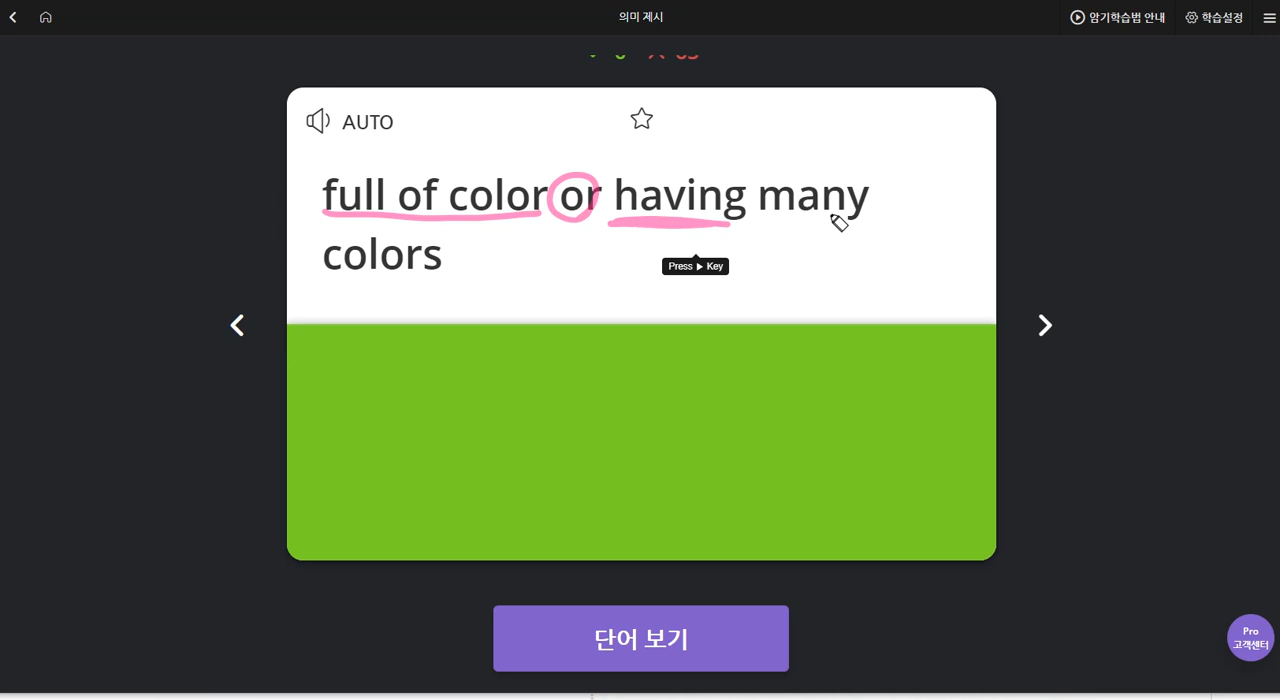 의미 제시
암기학습법 안내
학습설정
AUTO
full of color or having many
colors
Press ▶ Key
단어 보기
Pro
고객센터